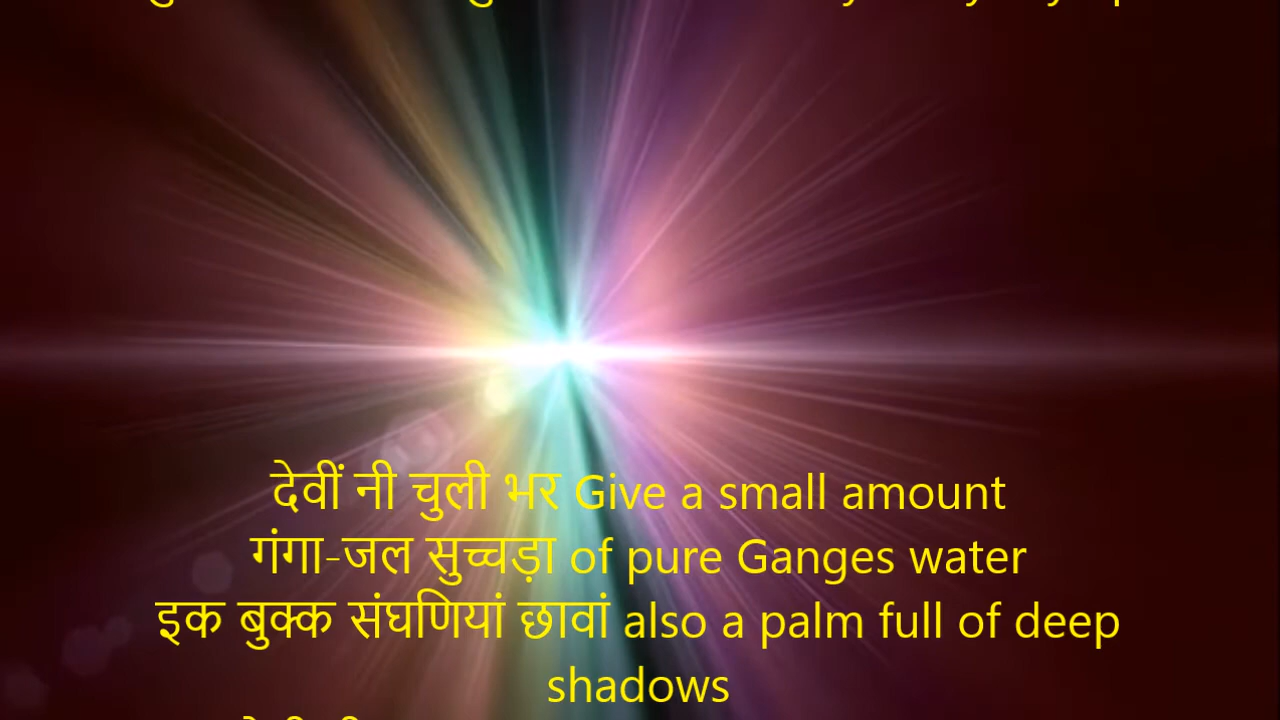 देवीं नी चुली भर Give a small amount
गंगा-जल सुच्चड़ा of pure Ganges water
इक बुक्क संघणियां छावां also a palm full of deep
shadows